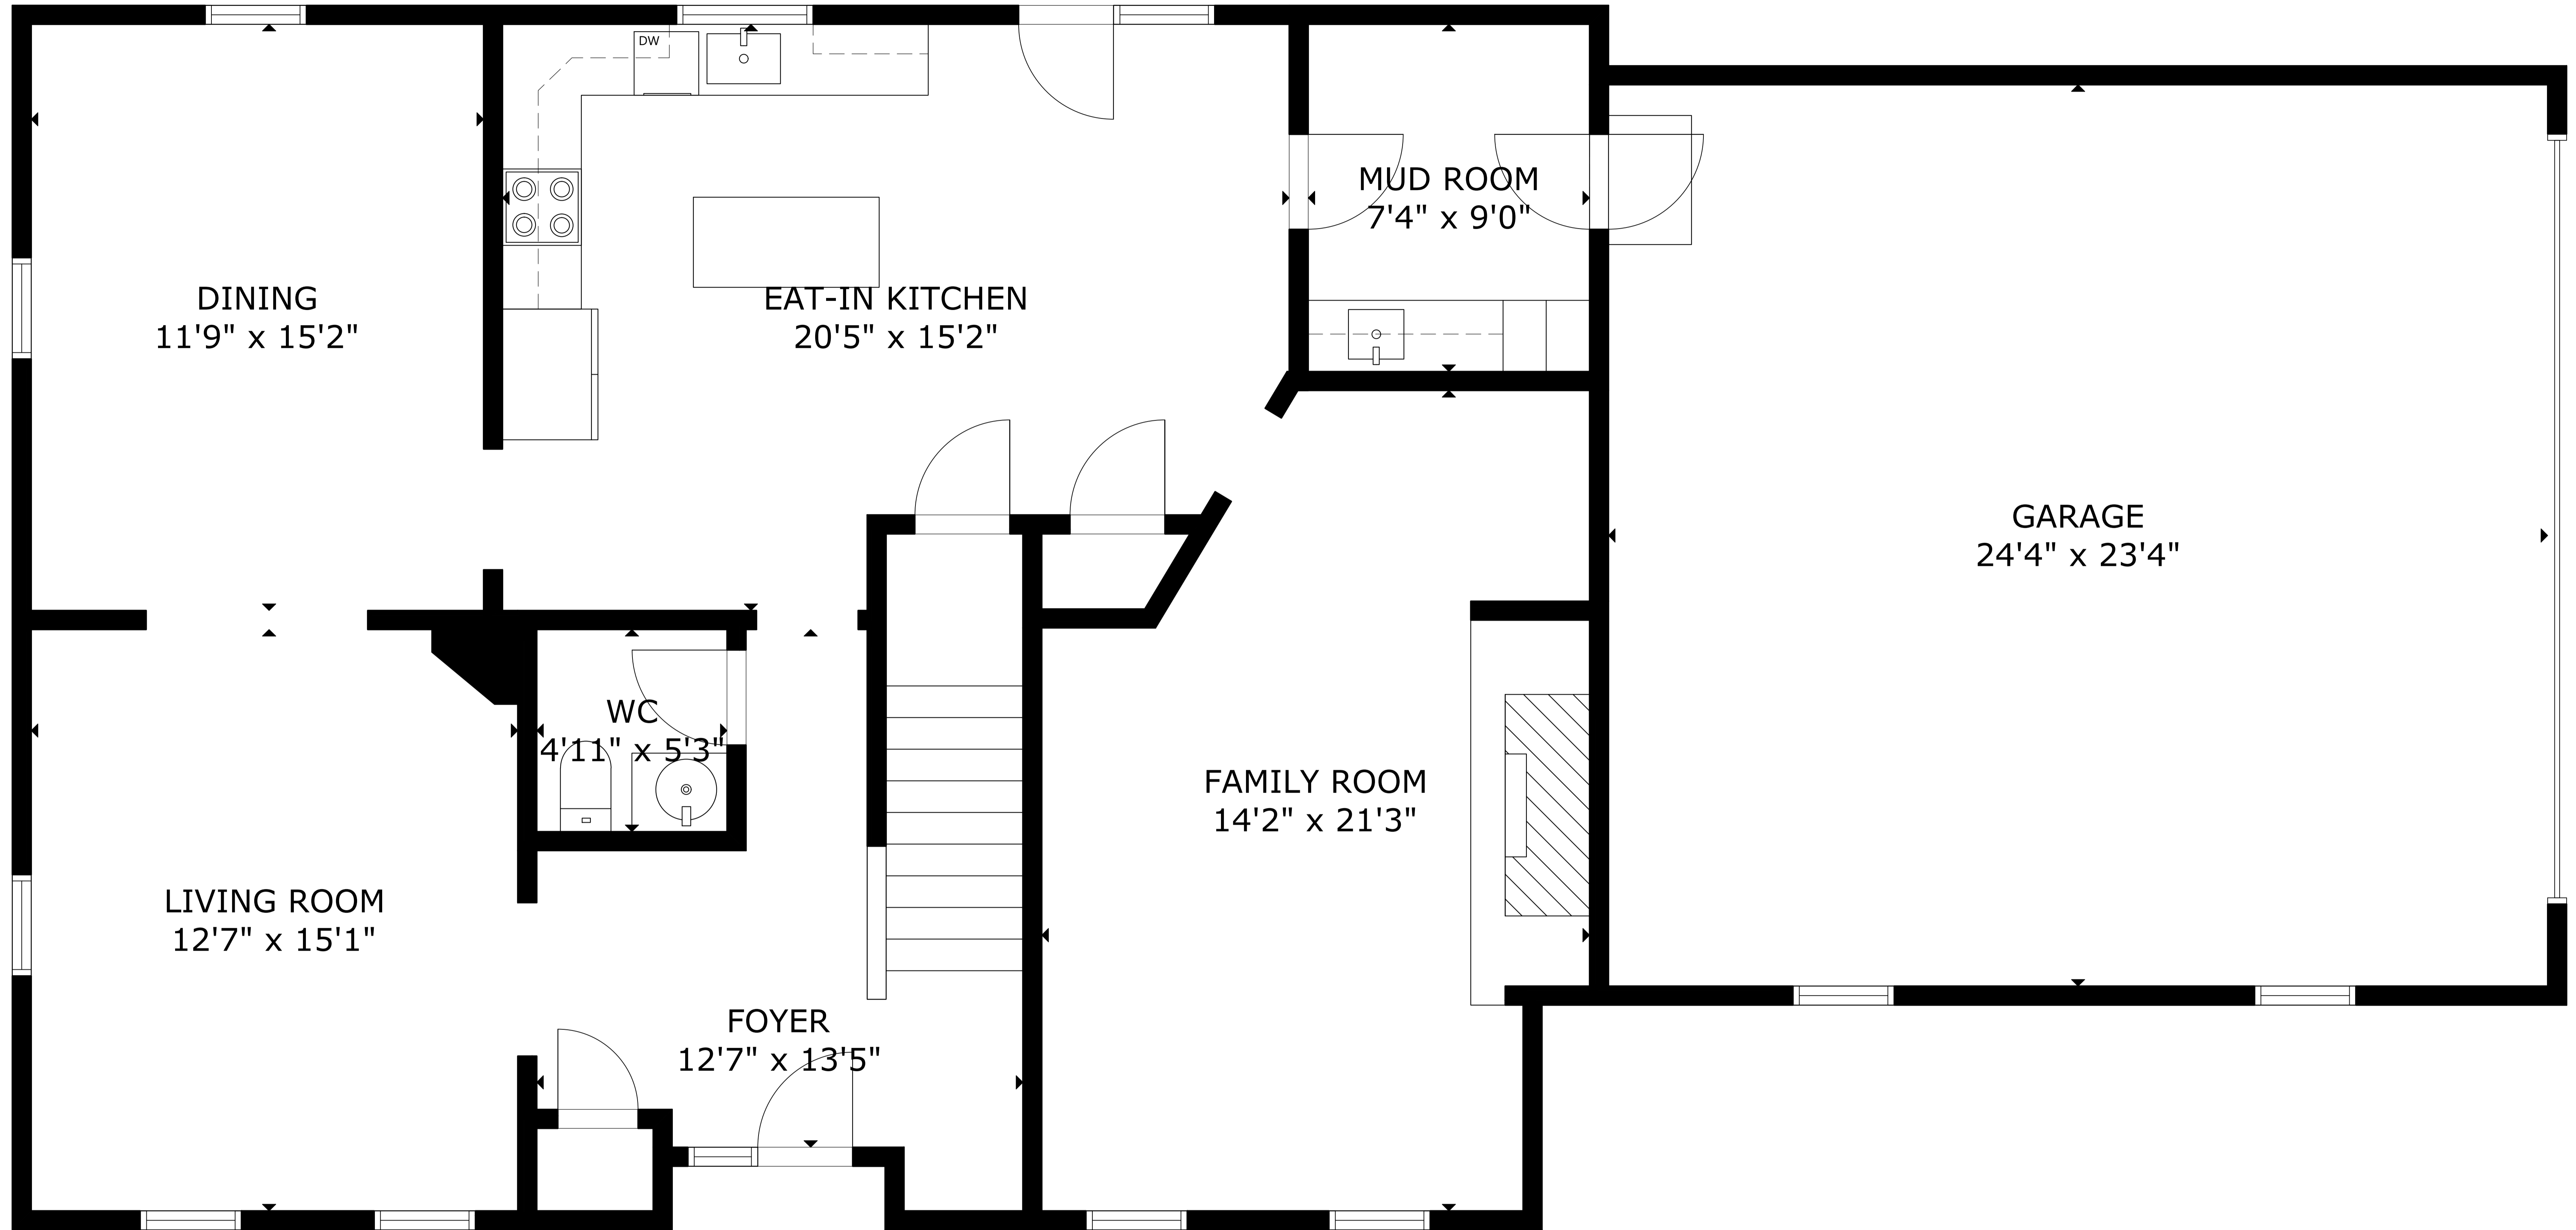 DW
MUD ROOM
7'4" x 9'0"
DINING
11'9" x 15'2"
EAT-IN KITCHEN
20'5" x 15'2"
GARAGE
24'4" x 23'4"
WC
4'11" x 5'3"
FAMILY ROOM
14'2" x 21'3"
LIVING ROOM
12'7" x 15'1"
FOYER
12'7" x 13'5"